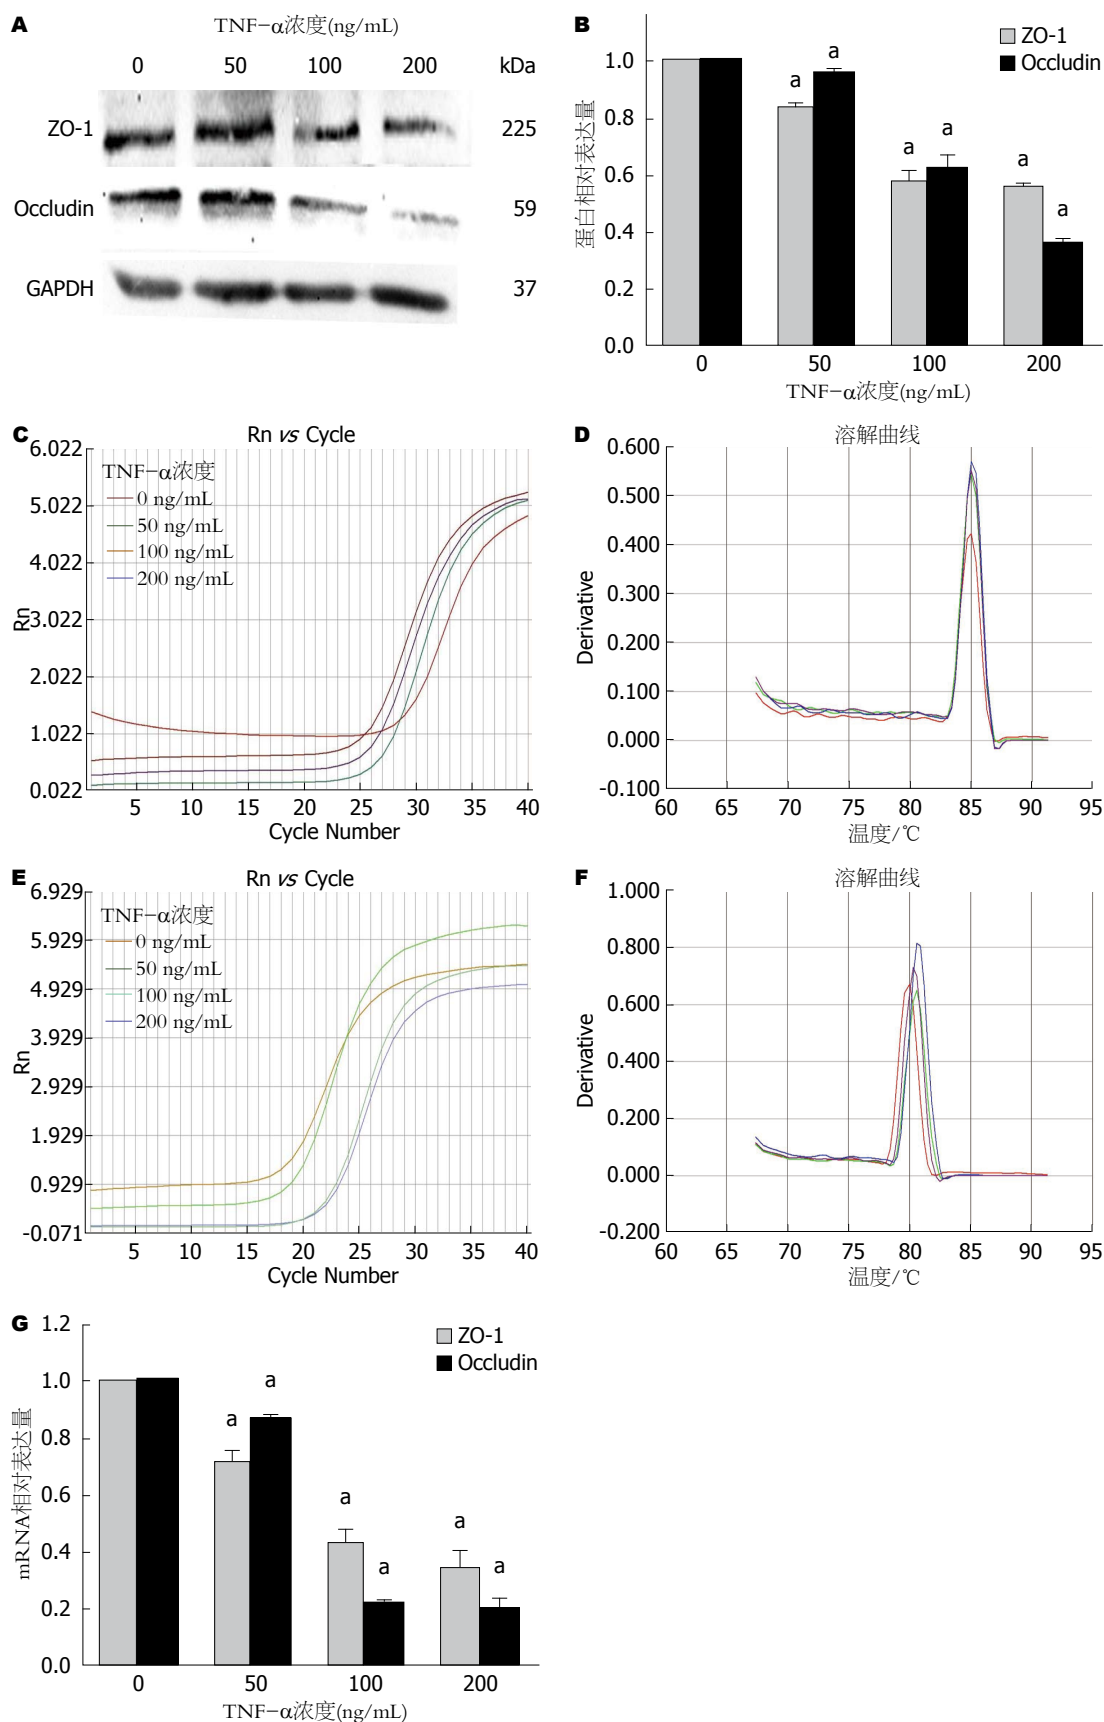 A
TNF-α浓度(ng/mL)
0 50 100 200 kDa
ZO-1 225
Occludin 59
GAPDH 37
B
ZO-1
Occludin
蛋白相对表达量
1.0
0.8
0.6
0.4
0.2
0.0
a a
a a
a a
0 50 100 200
TNF-α浓度(ng/mL)
C
Rn vs Cycle
TNF-α浓度
0 ng/mL
50 ng/mL
100 ng/mL
200 ng/mL
Rn
6.022
5.022
4.022
3.022
2.022
1.022
0.022
5 10 15 20 25 30 35 40
Cycle Number
D
溶解曲线
Derivative
0.600
0.500
0.400
0.300
0.200
0.100
0.000
-0.100
60 65 70 75 80 85 90 95
温度/℃
E
Rn vs Cycle
TNF-α浓度
0 ng/mL
50 ng/mL
100 ng/mL
200 ng/mL
Rn
6.929
5.929
4.929
3.929
2.929
1.929
0.929
-0.071
5 10 15 20 25 30 35 40
Cycle Number
F
溶解曲线
Derivative
1.000
0.800
0.600
0.400
0.200
0.000
-0.200
60 65 70 75 80 85 90 95
温度/℃
G
ZO-1
Occludin
mRNA相对表达量
1.2
1.0
0.8
0.6
0.4
0.2
0.0
a a
a a
a a
0 50 100 200
TNF-α浓度(ng/mL)